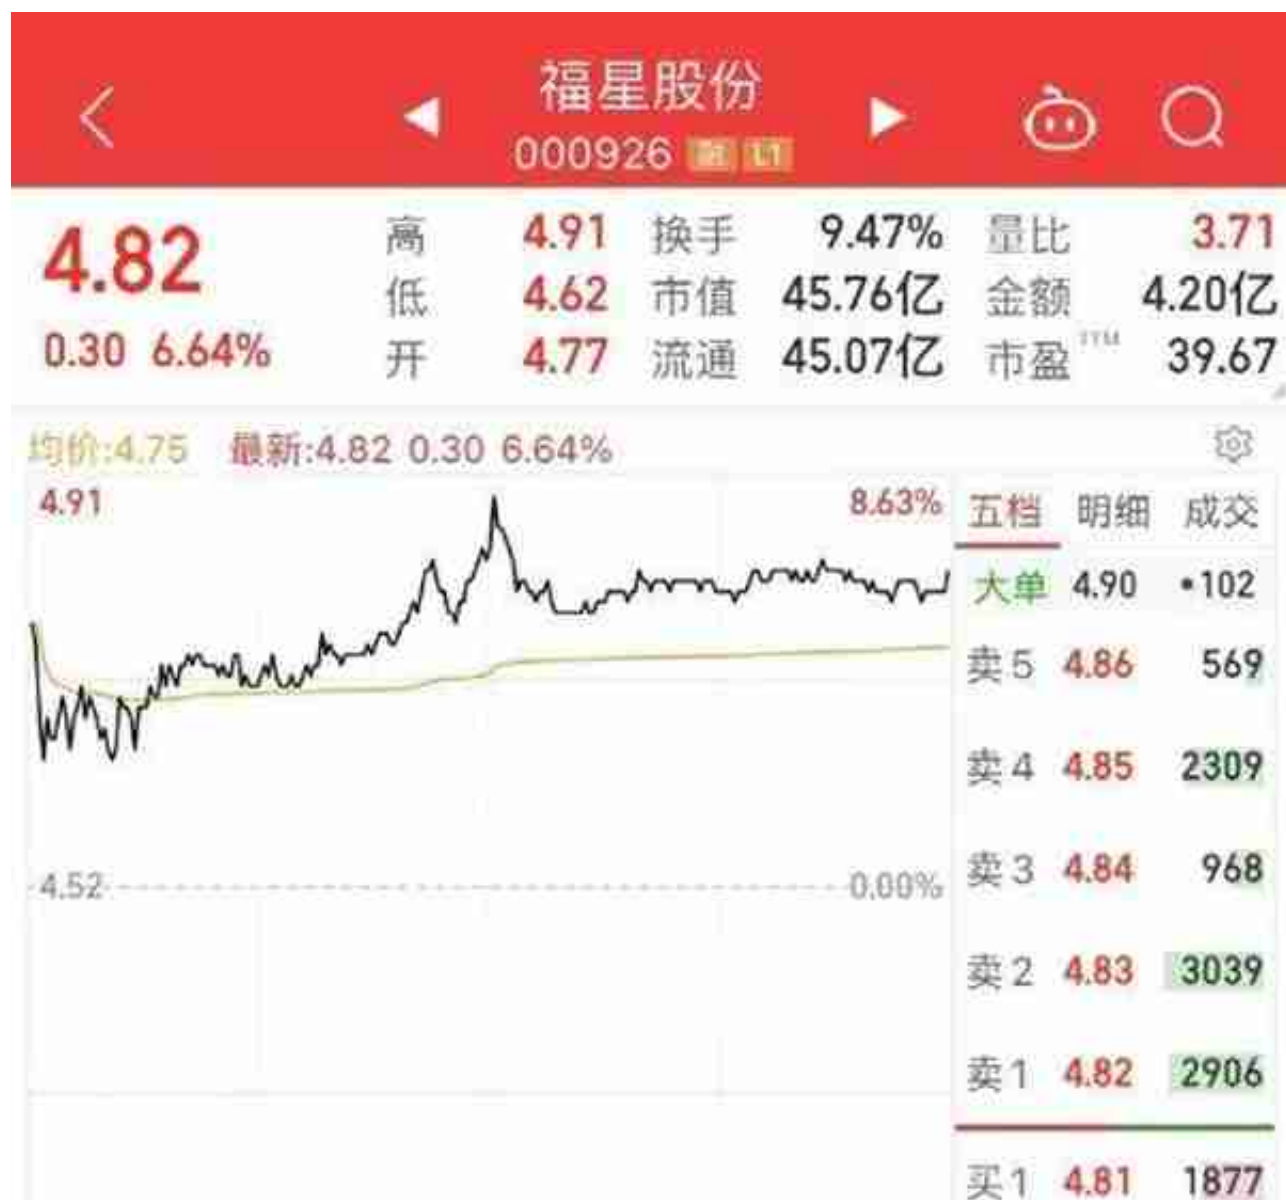 福星股份
000926 融 L1
4.82 高 4.91 换手 9.47% 量比 3.71
低 4.62 市值 45.76亿 金额 4.20亿
0.30 6.64% 开 4.77 流通 45.07亿 市盈TTM 39.67
均价:4.75 最新:4.82 0.30 6.64%
4.91 8.63%
4.52 0.00%
五档 明细 成交
大单 4.90 •102
卖5 4.86 569
卖4 4.85 2309
卖3 4.84 968
卖2 4.83 3039
卖1 4.82 2906
买1 4.81 1877